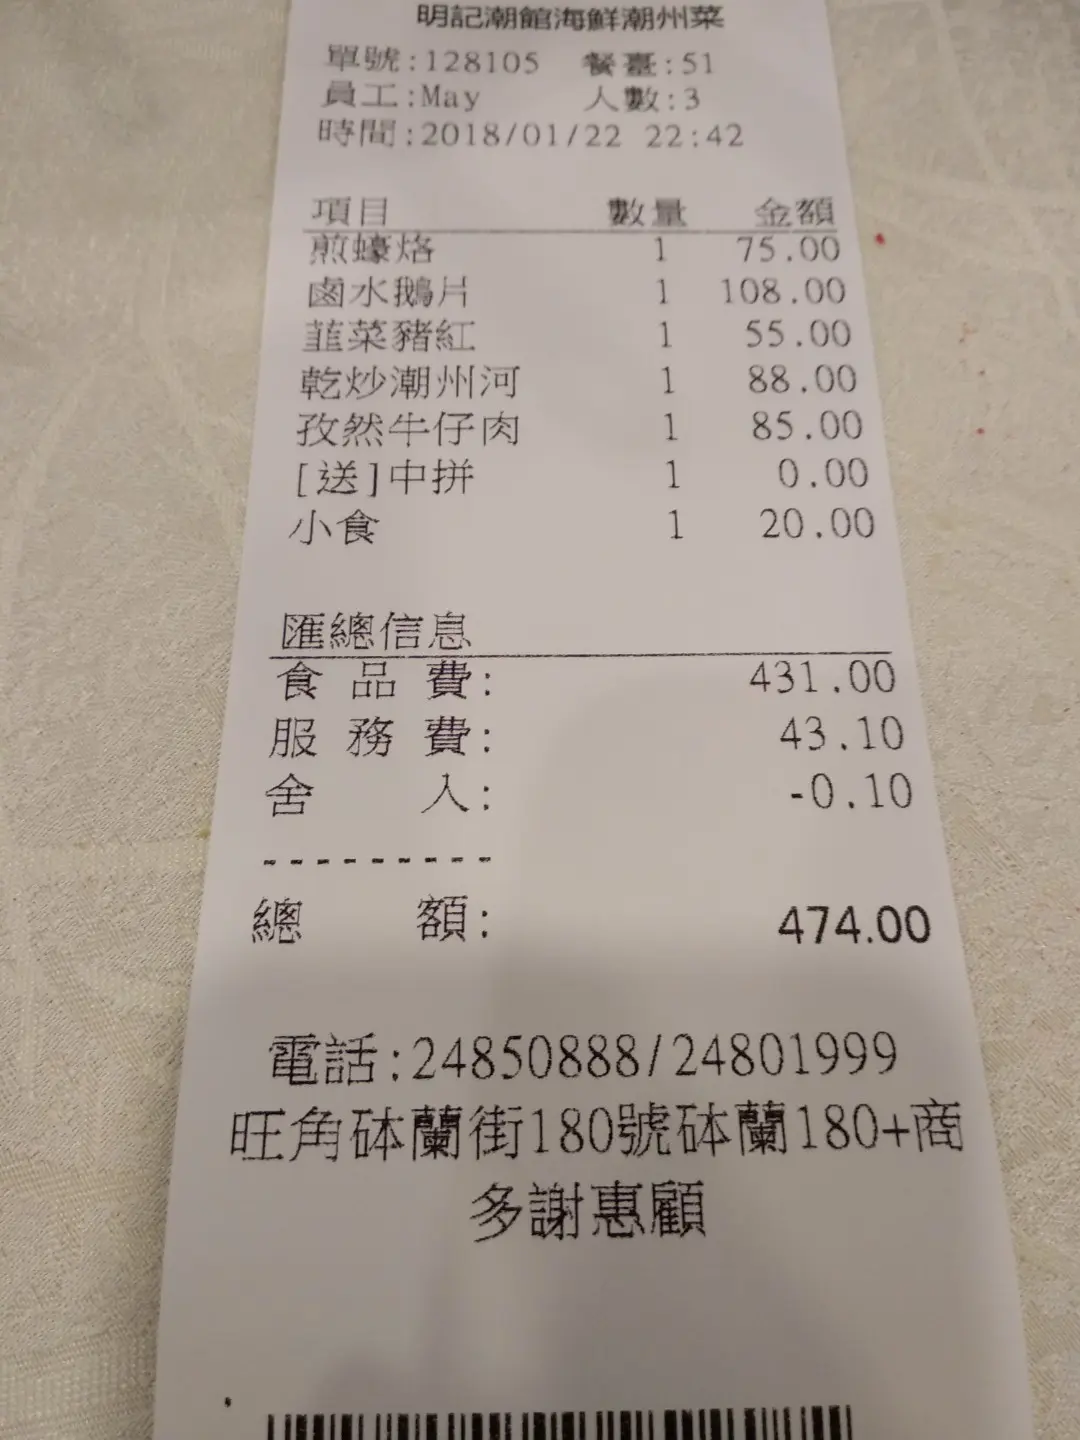 明記潮館海鮮潮州菜
單號:128105 餐臺:51
員工:May 人數:3
時間:2018/01/22 22:42
項目 數量 金額
煎蠔烙 1 75.00
鹵水鵝片 1 108.00
韮菜豬紅 1 55.00
乾炒潮州河 1 88.00
孜然牛仔肉 1 85.00
[送]中拼 1 0.00
小食 1 20.00
匯總信息
食品費: 431.00
服務費: 43.10
舍入: -0.10
---------
總額: 474.00
電話:24850888/24801999
旺角砵蘭街180號砵蘭180+商
多謝惠顧